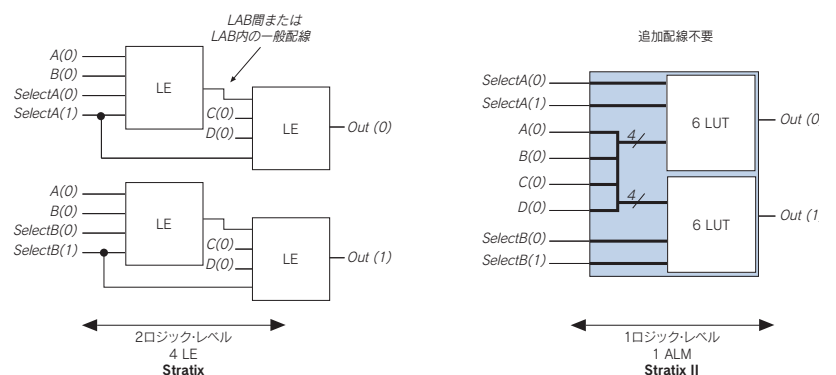 LAB間または
LAB内の一般配線
A(0)
B(0)
SelectA(0)
SelectA(1)
LE
C(0)
D(0)
LE
Out (0)
A(0)
B(0)
SelectB(0)
SelectB(1)
LE
C(0)
D(0)
LE
Out (1)
2ロジック・レベル
4 LE
Stratix
追加配線不要
SelectA(0)
SelectA(1)
A(0)
B(0)
C(0)
D(0)
SelectB(0)
SelectB(1)
4
4
6 LUT
6 LUT
Out (0
Out (1
1ロジック・レベル
1 ALM
Stratix II